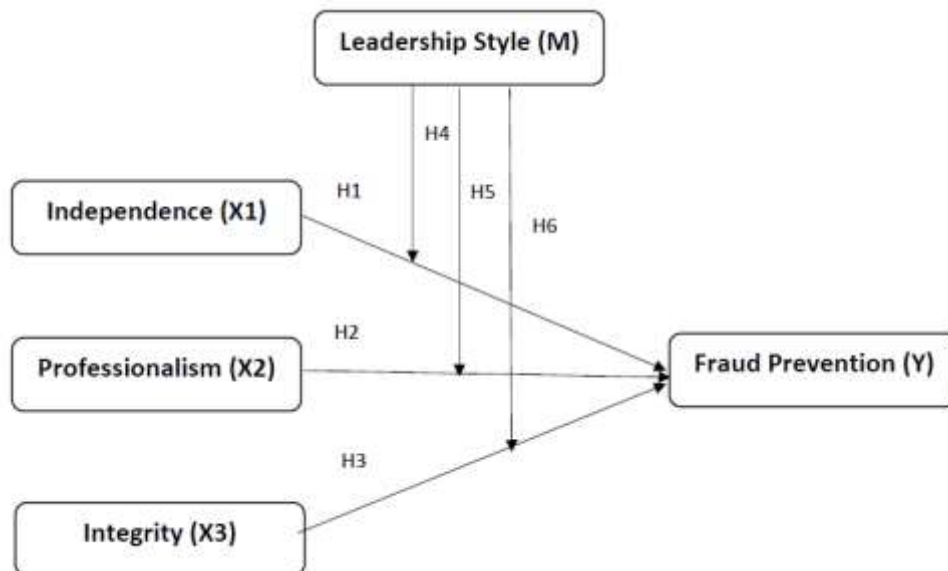 Leadership Style (M)
H4
H1
H5
Independence (X1)
H6
H2
Professionalism (X2)
Fraud Prevention (Y)
H3
Integrity (X3)